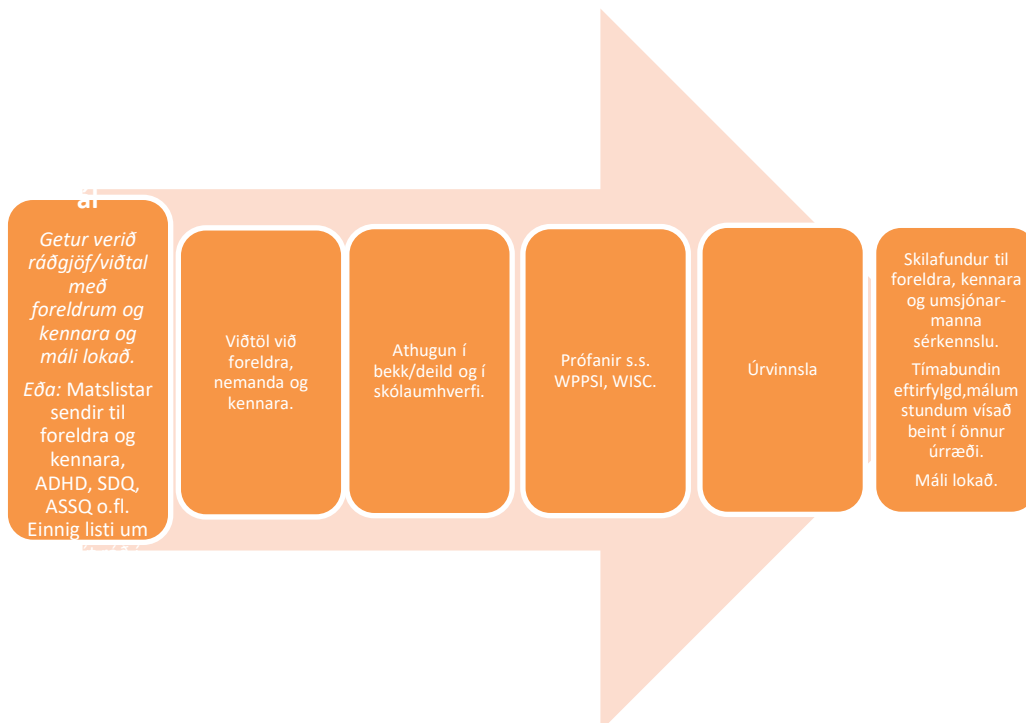 Getur verið
ráðgjöf/viðtal
með
foreldrum og
kennara og
máli lokað.
Eða: Matslistar
sendir til
foreldra og
kennara,
ADHD, SDQ,
ASSQ o.fl.
Einnig listi um
Viðtöl við
foreldra,
nemanda og
kennara.
Athugun í
bekk/deild og í
skólaumhverfi.
Prófanir s.s.
WPPSI, WISC.
Úrvinnsla
Skilafundur til
foreldra, kennara
og umsjónar-
manna
sérkennslu.
Tímabundin
eftirfylgd,málum
stundum vísað
beint í önnur
úrræði.
Máli lokað.